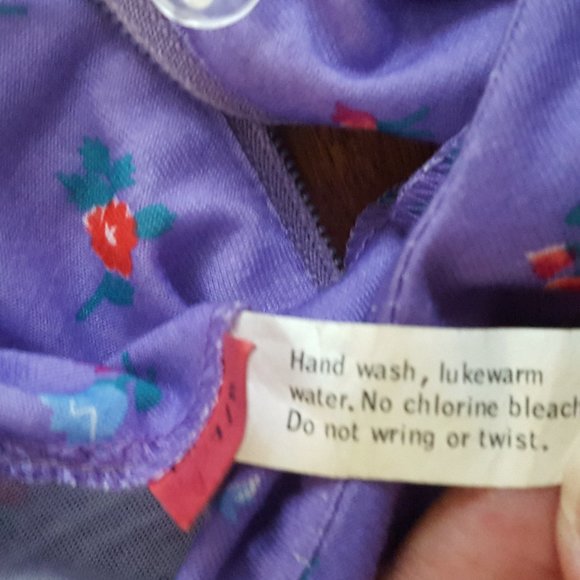 Hand wash, lukewarm
water. No chlorine bleach
Do not wring or twist.